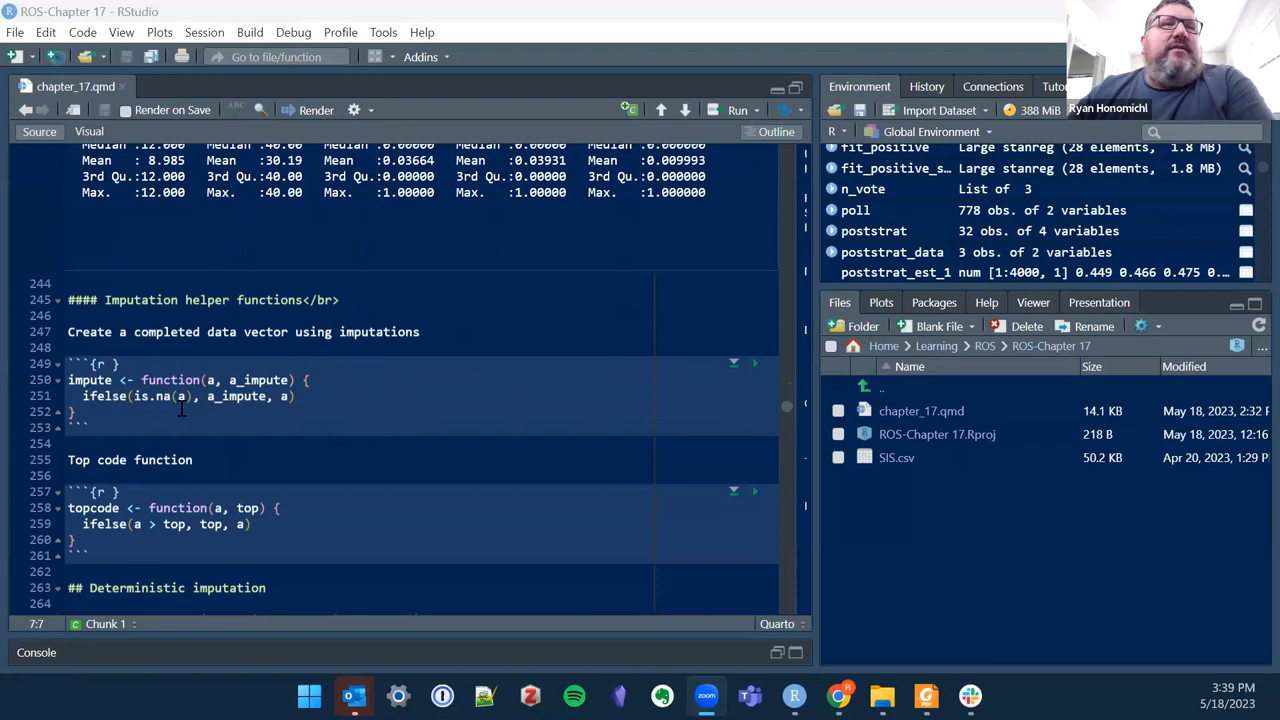 ROS-Chapter 17 - RStudio
File Edit Code View Plots Session Build Debug Profile Tools Help
Go to file/function Addins
chapter_17.qmd
Render on Save ABC Render Run
Source Visual Outline
Median :12.000 Median :40.00 Median :0.00000 Median :0.00000 Median :0.000000
Mean : 8.985 Mean :30.19 Mean :0.03664 Mean :0.03931 Mean :0.009993
3rd Qu.:12.000 3rd Qu.:40.00 3rd Qu.:0.00000 3rd Qu.:0.00000 3rd Qu.:0.000000
Max. :12.000 Max. :40.00 Max. :1.00000 Max. :1.00000 Max. :1.000000
244
245 #### Imputation helper functions</br>
246
247 Create a completed data vector using imputations
248
249 ```{r }
250 impute <- function(a, a_impute) {
251 ifelse(is.na(a), a_impute, a)
252 }
253 ```
254
255 Top code function
256
257 ```{r }
258 topcode <- function(a, top) {
259 ifelse(a > top, top, a)
260 }
261 ```
262
263 ## Deterministic imputation
264
7:7 Chunk 1 Quarto
Console
Environment History Connections Tutor
Ryan Honomichl
Import Dataset 388 MiB
R Global Environment
fit_positive Large stanreg (28 elements, 1.8 MB)
fit_positive_s… Large stanreg (28 elements, 1.8 MB)
n_vote List of 3
poll 778 obs. of 2 variables
poststrat 32 obs. of 4 variables
poststrat_data 3 obs. of 2 variables
poststrat_est_1 num [1:4000, 1] 0.449 0.466 0.475 0.…
Files Plots Packages Help Viewer Presentation
Folder Blank File Delete Rename
Home Learning ROS ROS-Chapter 17 ...
Name Size Modified
..
chapter_17.qmd 14.1 KB May 18, 2023, 2:32 P
ROS-Chapter 17.Rproj 218 B May 18, 2023, 12:16
SIS.csv 50.2 KB Apr 20, 2023, 1:29 P
3:39 PM
5/18/2023